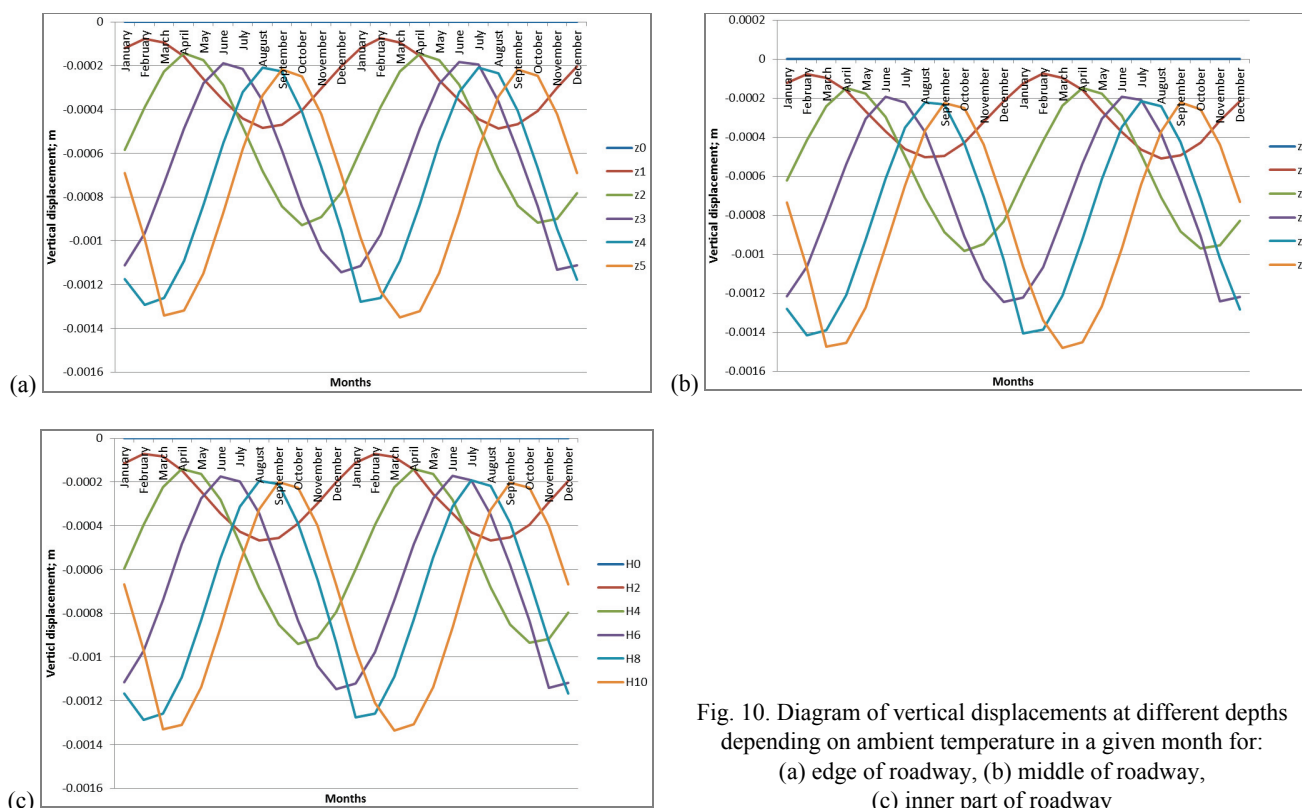 Vertical displacement; m
0
-0.0002
-0.0004
-0.0006
-0.0008
-0.001
-0.0012
-0.0014
-0.0016
January
February
March
April
May
June
July
August
September
October
November
December
January
February
March
April
May
June
July
August
September
October
November
December
z0
z1
z2
z3
z4
z5
Months
(a)
Vertical displacement, m
0.0002
0
-0.0002
-0.0004
-0.0006
-0.0008
-0.001
-0.0012
-0.0014
-0.0016
January
February
March
April
May
June
July
August
September
October
November
December
January
February
March
April
May
June
July
August
September
October
November
December
z
z
z
z
z
z
Months
(b)
Verticl displacement; m
0
-0.0002
-0.0004
-0.0006
-0.0008
-0.001
-0.0012
-0.0014
-0.0016
January
February
March
April
May
June
July
August
September
October
November
December
January
February
March
April
May
June
July
August
September
October
November
December
H0
H2
H4
H6
H8
H10
Months
(c)
Fig. 10. Diagram of vertical displacements at different depths
depending on ambient temperature in a given month for:
(a) edge of roadway, (b) middle of roadway,
(c) inner part of roadway